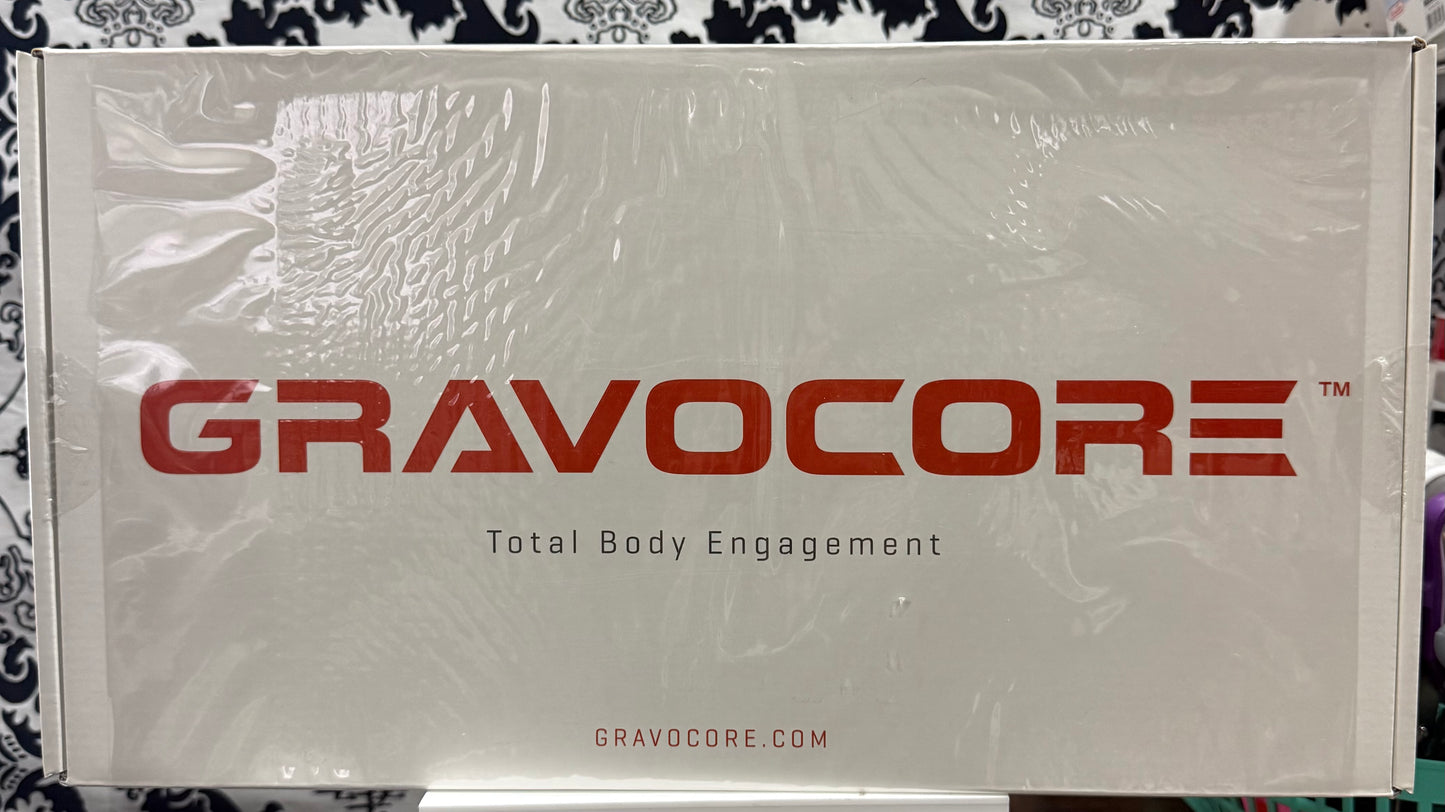 GRAVOCORE™
Total Body Engagement
GRAVOCORE.COM